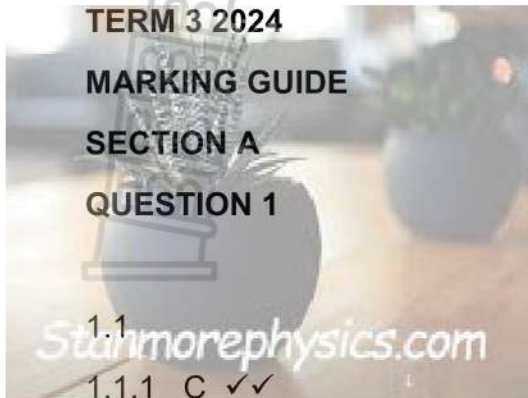 TERM 3 2024
MARKING GUIDE
SECTION A
QUESTION 1
1.1
Stanmorephysics.com
1.1.1 C ✓✓